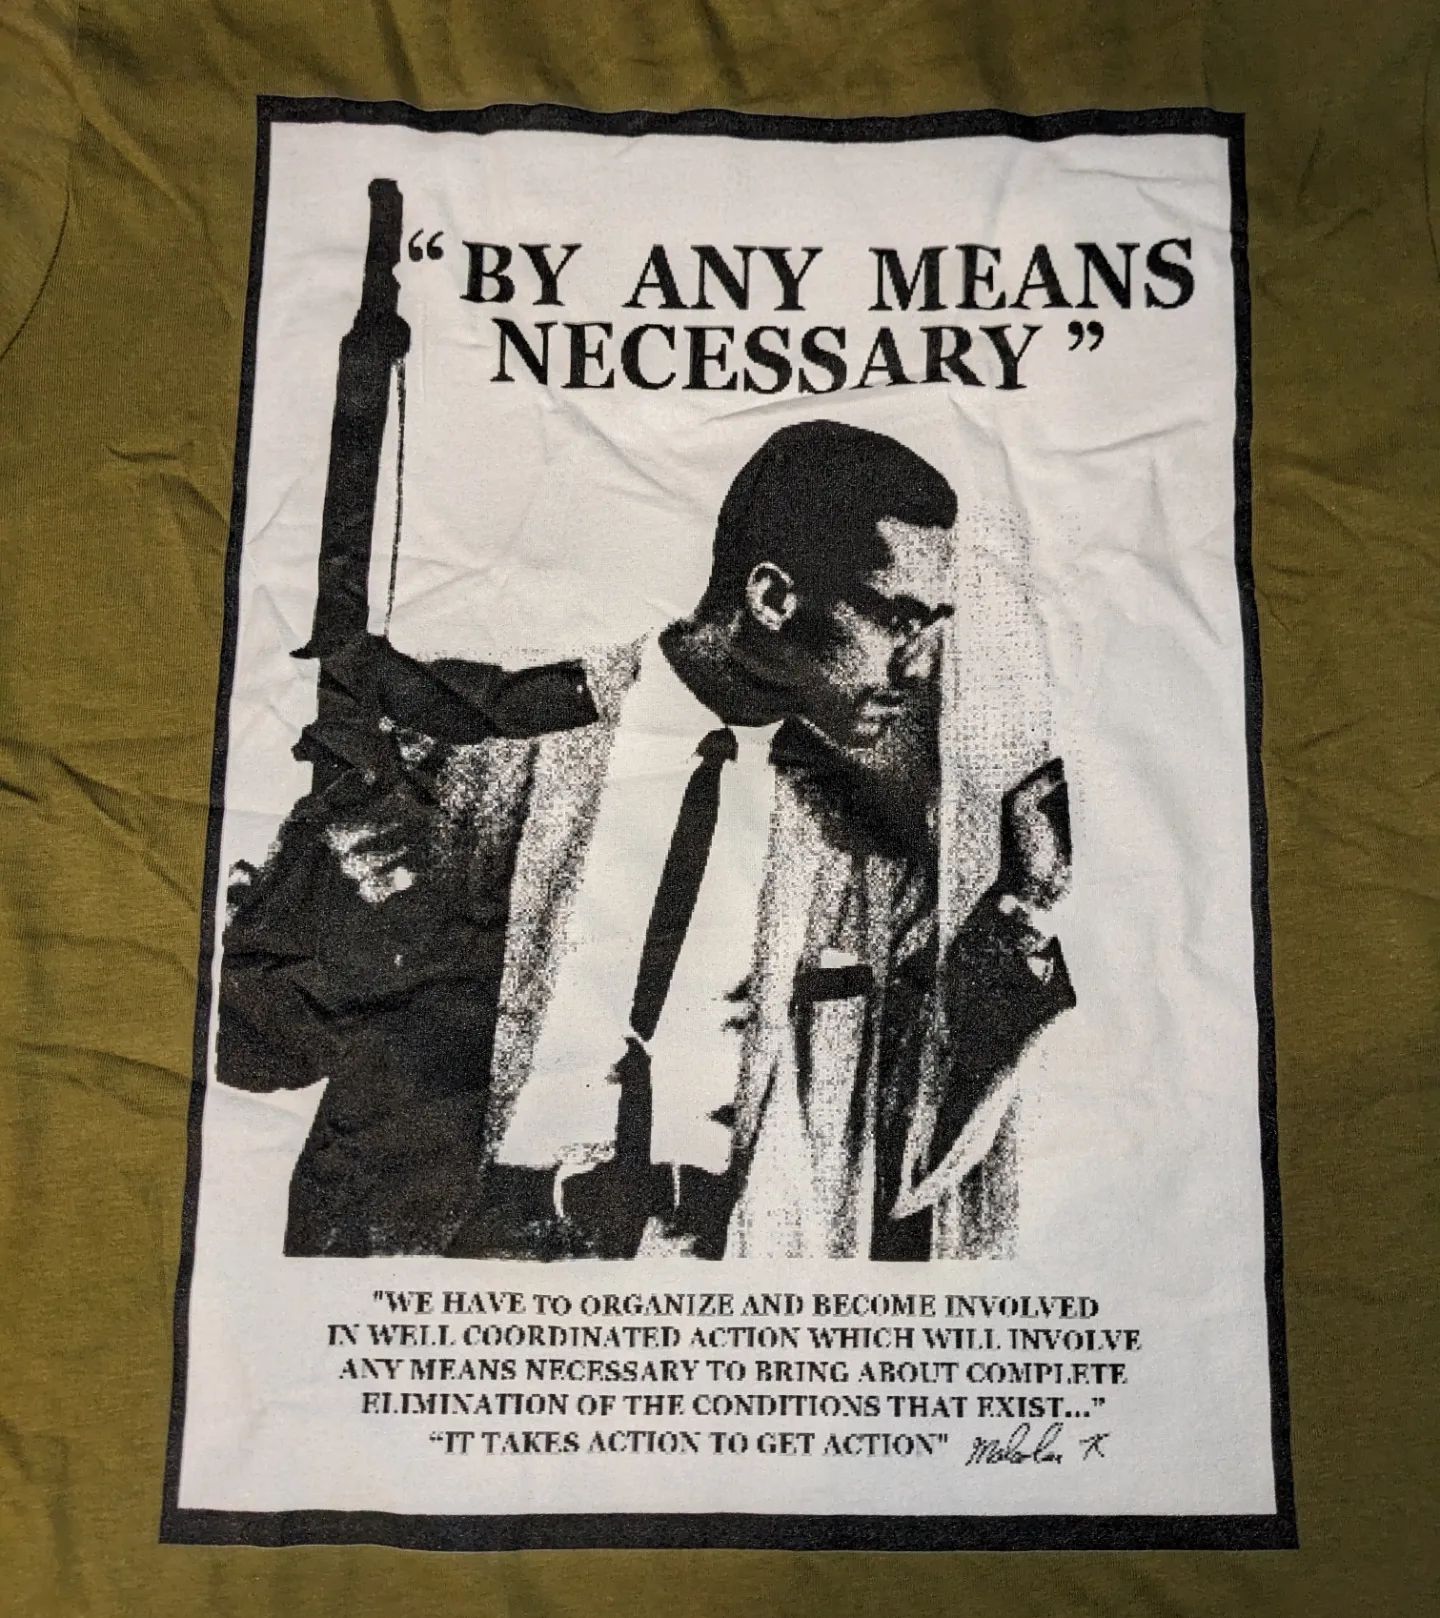 “BY ANY MEANS
NECESSARY”
"WE HAVE TO ORGANIZE AND BECOME INVOLVED
IN WELL COORDINATED ACTION WHICH WILL INVOLVE
ANY MEANS NECESSARY TO BRING ABOUT COMPLETE
ELIMINATION OF THE CONDITIONS THAT EXIST..."
“IT TAKES ACTION TO GET ACTION" Malcolm X